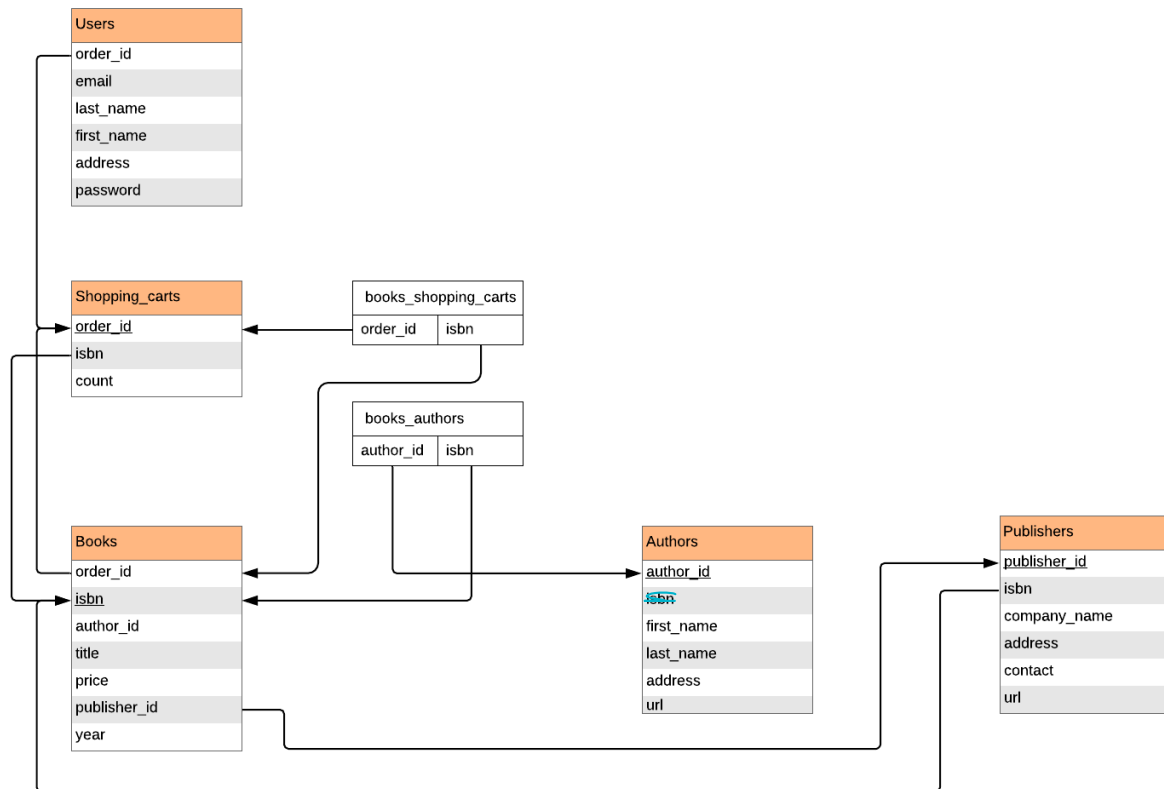 Users
order_id
email
last_name
first_name
address
password
Shopping_carts
order_id
isbn
count
books_shopping_carts
order_id isbn
books_authors
author_id isbn
Books
order_id
isbn
author_id
title
price
publisher_id
year
Authors
author_id
isbn
first_name
last_name
address
url
Publishers
publisher_id
isbn
company_name
address
contact
url